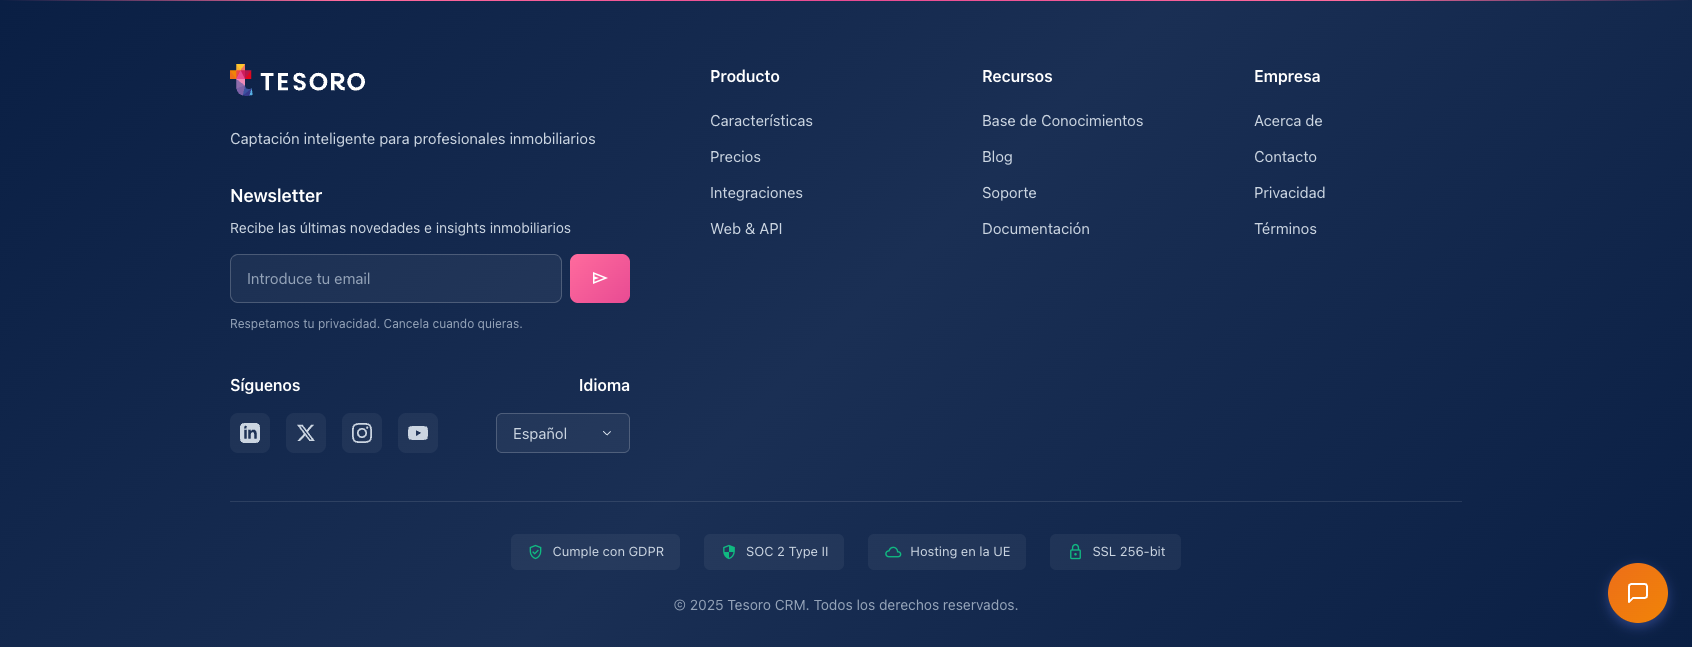 TESORO
Captación inteligente para profesionales inmobiliarios
Newsletter
Recibe las últimas novedades e insights inmobiliarios
Introduce tu email
Respetamos tu privacidad. Cancela cuando quieras.
Síguenos
Idioma
Español
Producto
Características
Precios
Integraciones
Web & API
Recursos
Base de Conocimientos
Blog
Soporte
Documentación
Empresa
Acerca de
Contacto
Privacidad
Términos
Cumple con GDPR
SOC 2 Type II
Hosting en la UE
SSL 256-bit
© 2025 Tesoro CRM. Todos los derechos reservados.